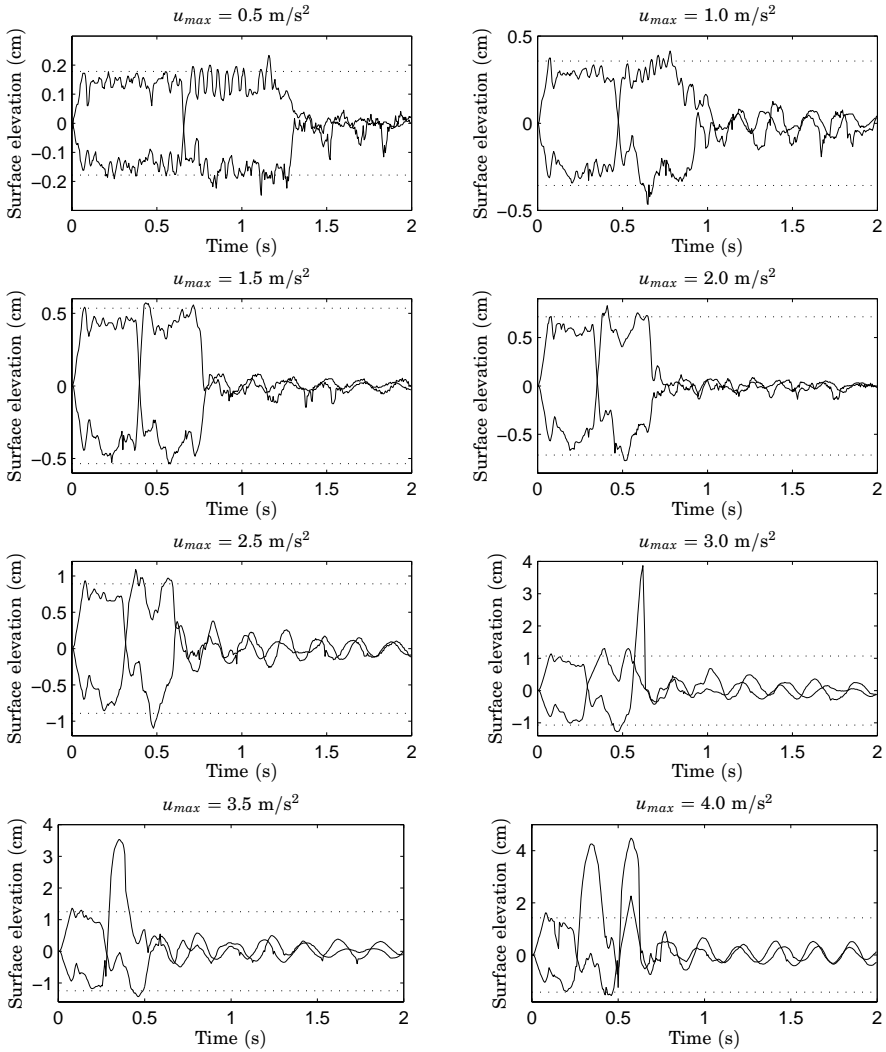 u_max = 0.5 m/s²
Surface elevation (cm)
0.2
0.1
0
−0.1
−0.2
0 0.5 1 1.5 2
Time (s)
u_max = 1.0 m/s²
Surface elevation (cm)
0.5
0
−0.5
0 0.5 1 1.5 2
Time (s)
u_max = 1.5 m/s²
Surface elevation (cm)
0.5
0
−0.5
0 0.5 1 1.5 2
Time (s)
u_max = 2.0 m/s²
Surface elevation (cm)
0.5
0
−0.5
0 0.5 1 1.5 2
Time (s)
u_max = 2.5 m/s²
Surface elevation (cm)
1
0.5
0
−0.5
−1
0 0.5 1 1.5 2
Time (s)
u_max = 3.0 m/s²
Surface elevation (cm)
4
3
2
1
0
−1
0 0.5 1 1.5 2
Time (s)
u_max = 3.5 m/s²
Surface elevation (cm)
4
3
2
1
0
−1
0 0.5 1 1.5 2
Time (s)
u_max = 4.0 m/s²
Surface elevation (cm)
4
2
0
0 0.5 1 1.5 2
Time (s)